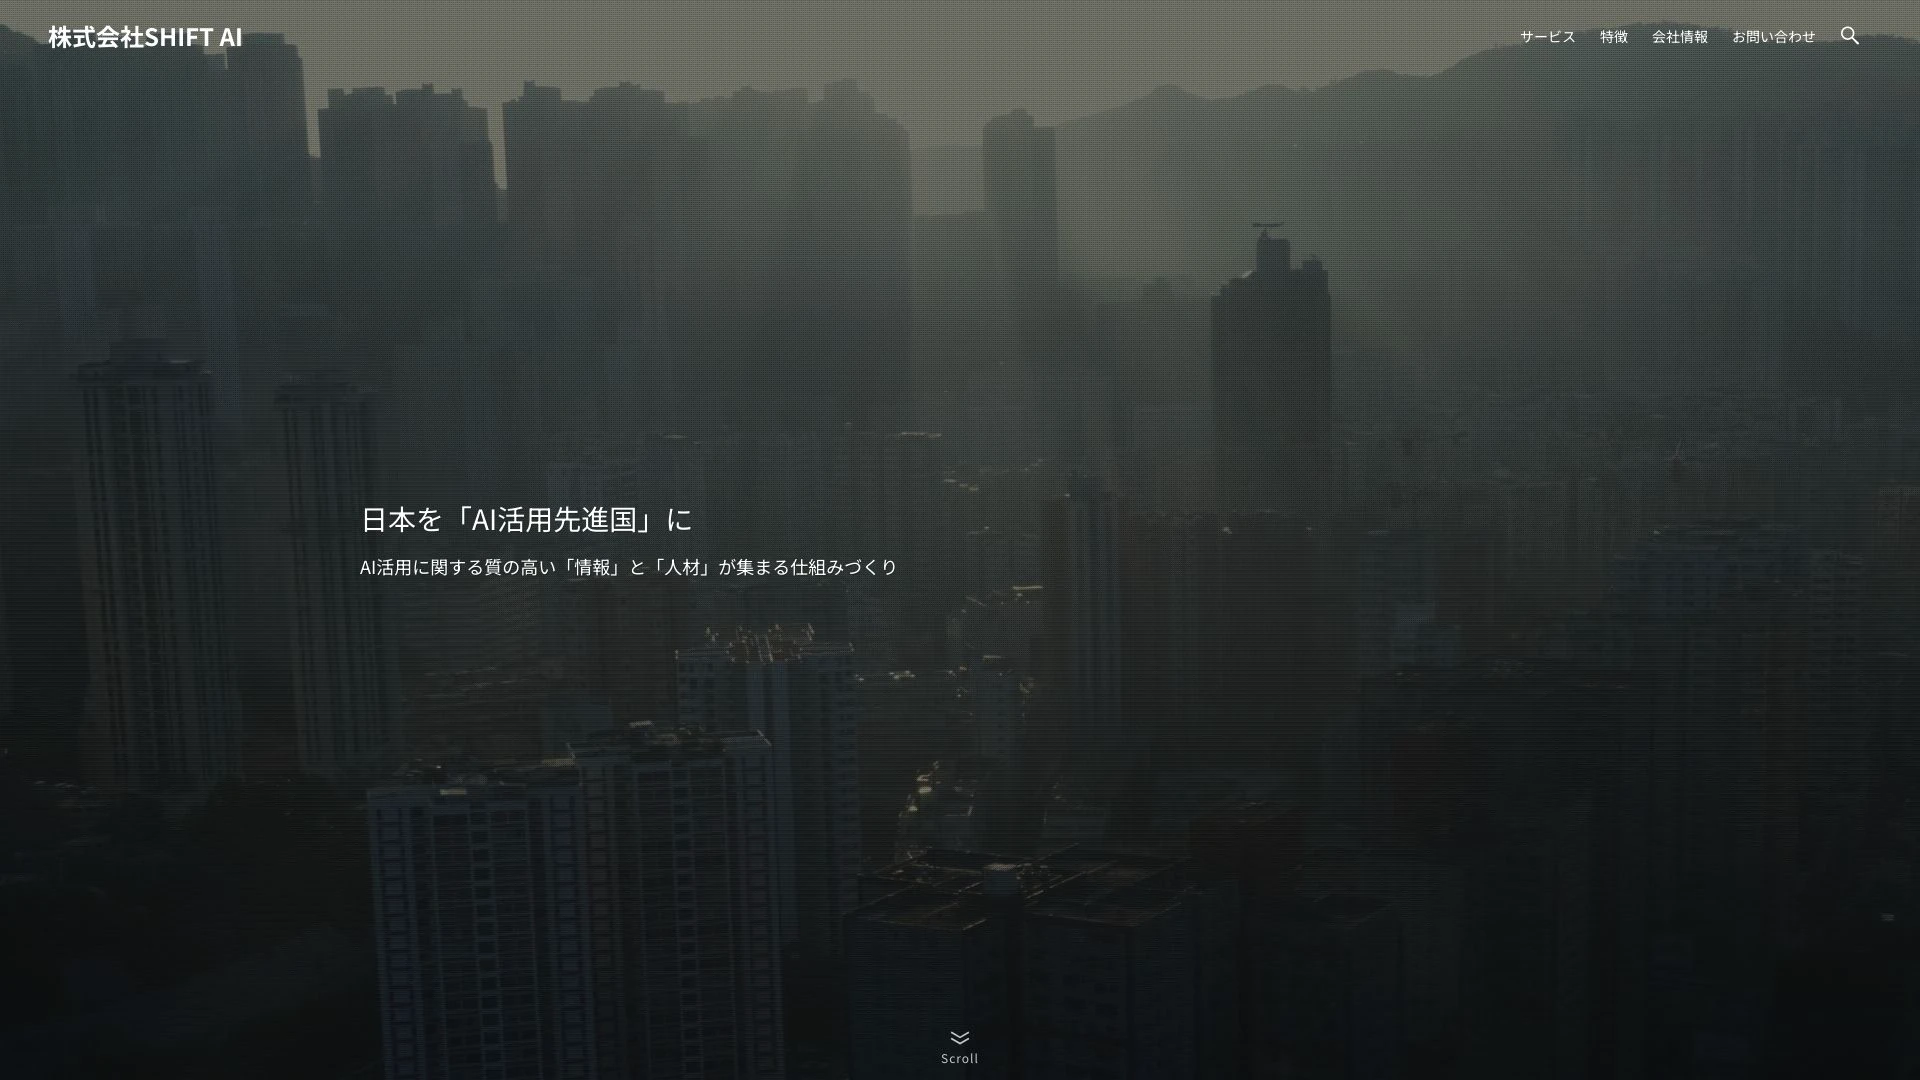 株式会社SHIFT AI
サービス 特徴 会社情報 お問い合わせ
日本を「AI活用先進国」に
AI活用に関する質の高い「情報」と「人材」が集まる仕組みづくり
Scroll